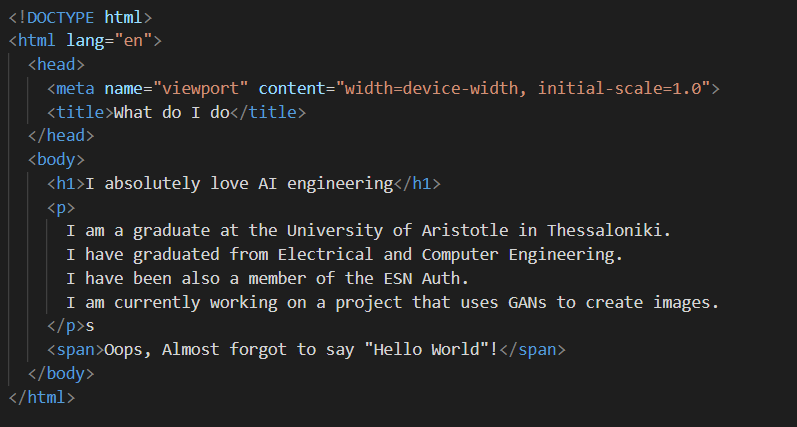 <!DOCTYPE html>
<html lang="en">
<head>
<meta name="viewport" content="width=device-width, initial-scale=1.0">
<title>What do I do</title>
</head>
<body>
<h1>I absolutely love AI engineering</h1>
<p>
I am a graduate at the University of Aristotle in Thessaloniki.
I have graduated from Electrical and Computer Engineering.
I have been also a member of the ESN Auth.
I am currently working on a project that uses GANs to create images.
</p>s
<span>Oops, Almost forgot to say "Hello World"!</span>
</body>
</html>